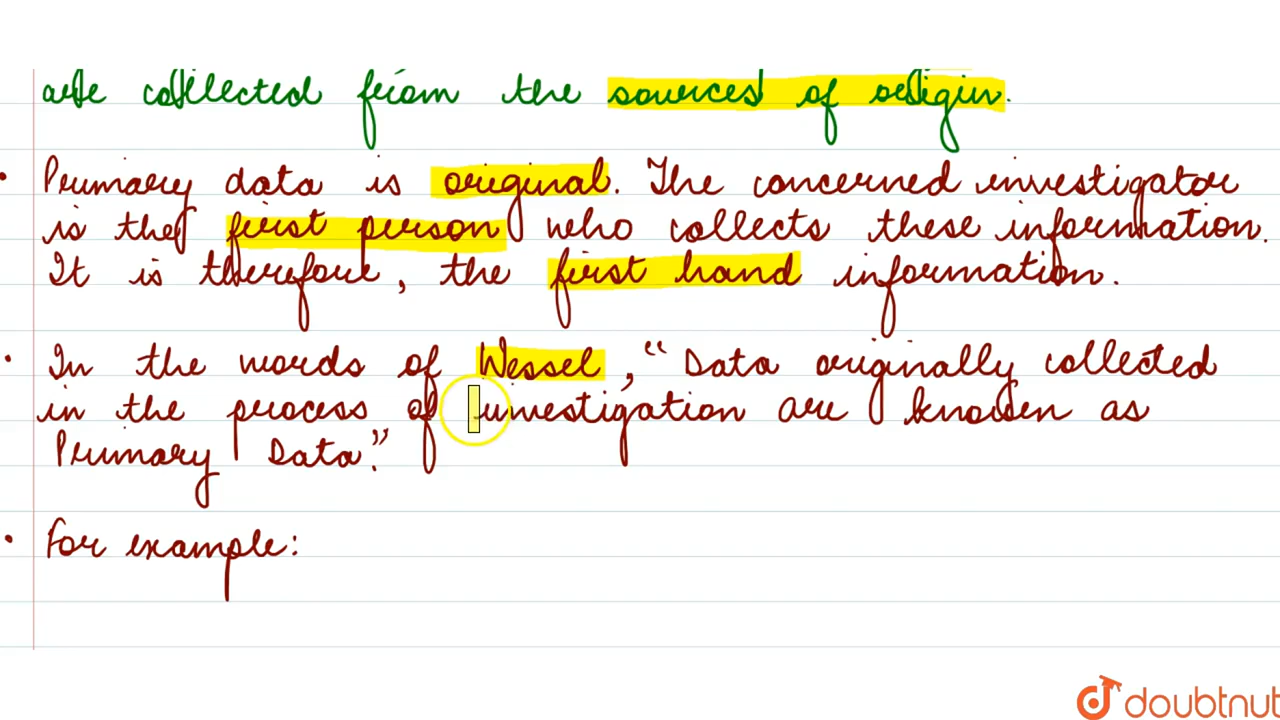 are collected from the sources of origin.
• Primary data is original. The concerned investigator
is the first person who collects these information.
It is therefore, the first hand information.
• In the words of Wessel, "Data originally collected
in the process of investigation are known as
Primary Data."
• For example:
doubtnut